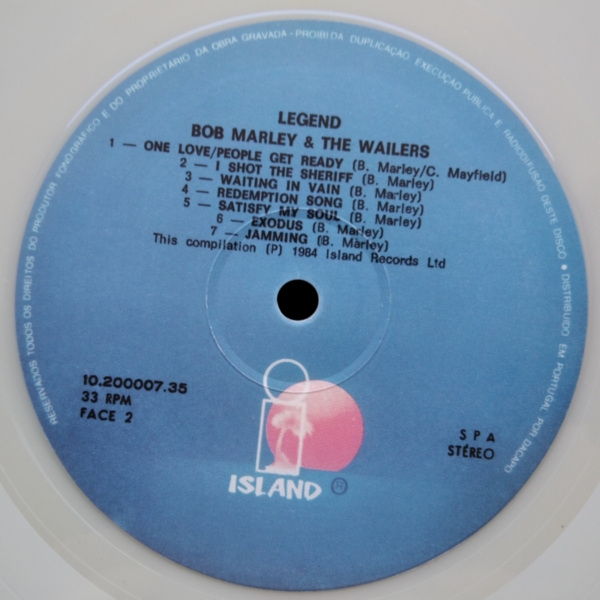 RESERVADOS TODOS OS DIREITOS DO PRODUTOR FONOGRÁFICO E DO PROPRIETÁRIO DA OBRA GRAVADA - PROIBIDA DUPLICAÇÃO EXECUÇÃO PUBLICA E RADIODIFUSÃO DESTE DISCO • DISTRIBUIDO EM PORTUGAL POR DACAPO
LEGEND
BOB MARLEY & THE WAILERS
1 — ONE LOVE/PEOPLE GET READY (B. Marley/C. Mayfield)
2 — I SHOT THE SHERIFF (B. Marley)
3 — WAITING IN VAIN (B. Marley)
4 — REDEMPTION SONG (B. Marley)
5 — SATISFY MY SOUL (B. Marley)
6 — EXODUS (B. Marley)
7 — JAMMING (B. Marley)
This compilation (P) 1984 Island Records Ltd
10.200007.35
33 RPM
FACE 2
S P A
STÉREO
ISLAND ®